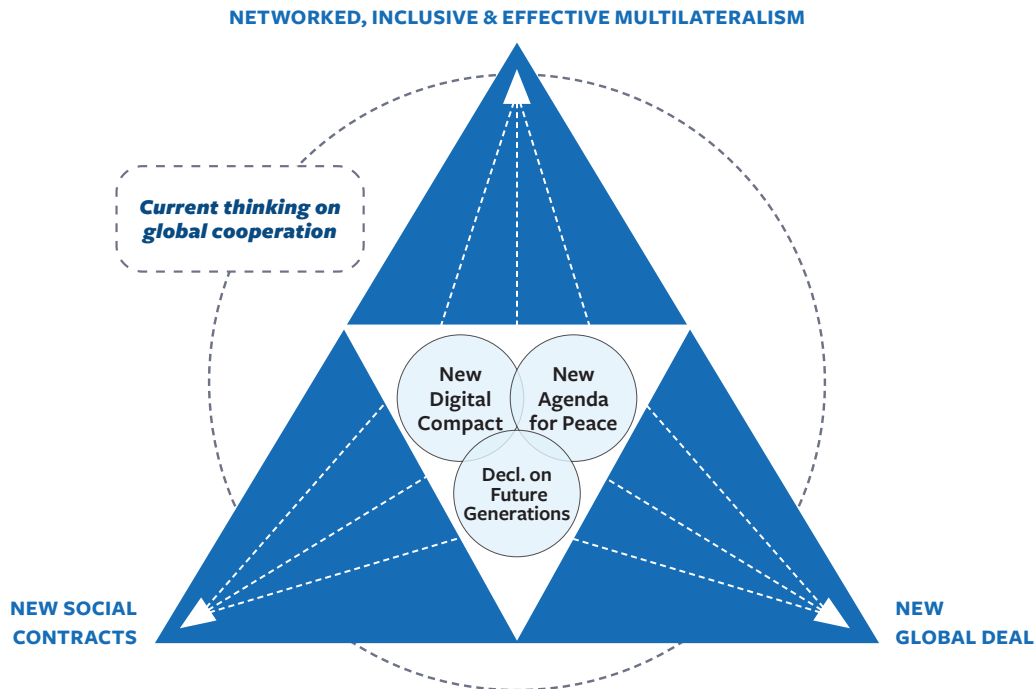 NETWORKED, INCLUSIVE & EFFECTIVE MULTILATERALISM
Current thinking on
global cooperation
New
Digital
Compact
New
Agenda
for Peace
Decl. on
Future
Generations
NEW SOCIAL
CONTRACTS
NEW
GLOBAL DEAL